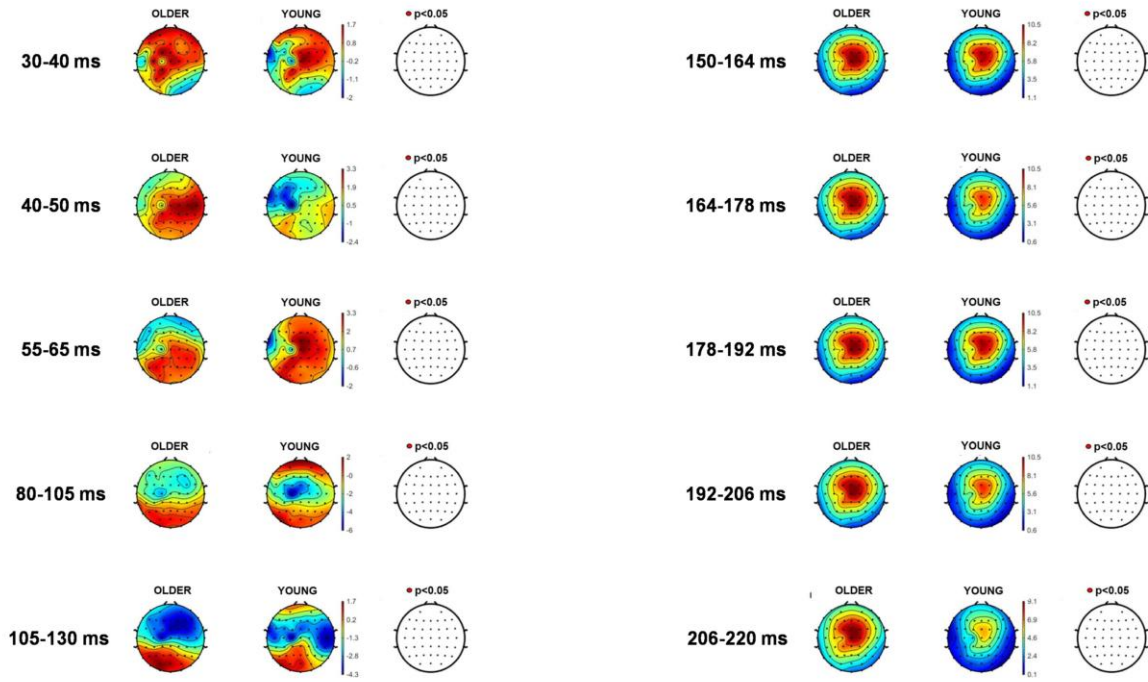 OLDER YOUNG p<0.05
30-40 ms
1.7
0.8
-0.2
-1.1
-2
OLDER YOUNG p<0.05
40-50 ms
3.3
1.9
0.5
-1
-2.4
OLDER YOUNG p<0.05
55-65 ms
3.3
2
0.7
-0.6
-2
OLDER YOUNG p<0.05
80-105 ms
2
-0
-2
-4
-6
OLDER YOUNG p<0.05
105-130 ms
1.7
0.2
-1.3
-2.8
-4.3
OLDER YOUNG p<0.05
150-164 ms
10.5
8.2
5.8
3.5
1.1
OLDER YOUNG p<0.05
164-178 ms
10.5
8.1
5.6
3.1
0.6
OLDER YOUNG p<0.05
178-192 ms
10.5
8.2
5.8
3.5
1.1
OLDER YOUNG p<0.05
192-206 ms
10.5
8.1
5.6
3.1
0.6
OLDER YOUNG p<0.05
206-220 ms
9.1
6.8
4.6
2.4
0.1